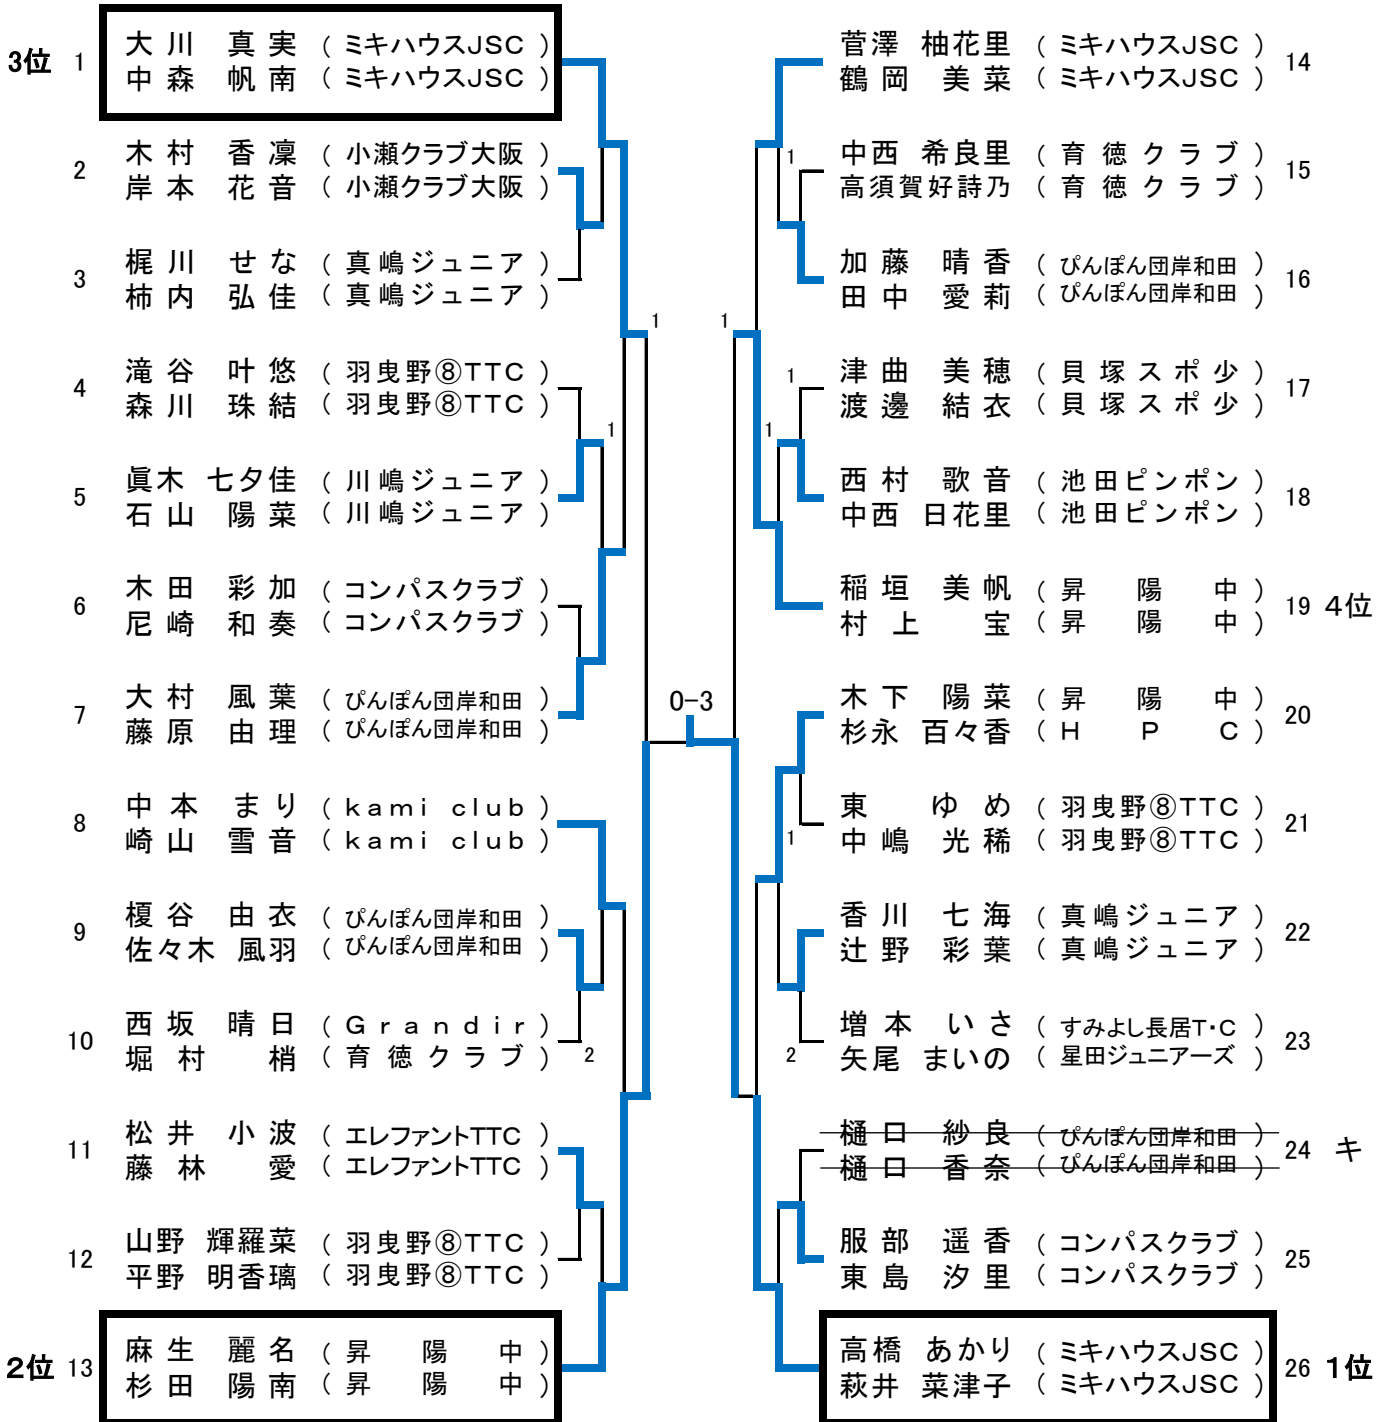 3位 1 大川 真実 ( ミキハウスJSC )
中森 帆南 ( ミキハウスJSC )
2 木村 香凜 ( 小瀬クラブ大阪 )
岸本 花音 ( 小瀬クラブ大阪 )
3 梶川 せな ( 真嶋ジュニア )
柿内 弘佳 ( 真嶋ジュニア )
1
4 滝谷 叶悠 ( 羽曳野⑧TTC )
森川 珠結 ( 羽曳野⑧TTC )
1
5 眞木 七夕佳 ( 川嶋ジュニア )
石山 陽菜 ( 川嶋ジュニア )
6 木田 彩加 ( コンパスクラブ )
尼崎 和奏 ( コンパスクラブ )
7 大村 風葉 ( ぴんぽん団岸和田 )
藤原 由理 ( ぴんぽん団岸和田 )
8 中本 まり ( kami club )
崎山 雪音 ( kami club )
9 榎谷 由衣 ( ぴんぽん団岸和田 )
佐々木 風羽 ( ぴんぽん団岸和田 )
10 西坂 晴日 ( Grandir )
堀村 梢 ( 育徳クラブ )
2
11 松井 小波 ( エレファントTTC )
藤林 愛 ( エレファントTTC )
12 山野 輝羅菜 ( 羽曳野⑧TTC )
平野 明香璃 ( 羽曳野⑧TTC )
2位 13 麻生 麗名 ( 昇陽中 )
杉田 陽南 ( 昇陽中 )
0-3
菅澤 柚花里 ( ミキハウスJSC ) 14
鶴岡 美菜 ( ミキハウスJSC )
1
中西 希良里 ( 育徳クラブ ) 15
高須賀好詩乃 ( 育徳クラブ )
加藤 晴香 ( ぴんぽん団岸和田 ) 16
田中 愛莉 ( ぴんぽん団岸和田 )
1
1
津曲 美穂 ( 貝塚スポ少 ) 17
渡邊 結衣 ( 貝塚スポ少 )
1
西村 歌音 ( 池田ピンポン ) 18
中西 日花里 ( 池田ピンポン )
稲垣 美帆 ( 昇陽中 ) 19 4位
村上 宝 ( 昇陽中 )
木下 陽菜 ( 昇陽中 ) 20
杉永 百々香 ( HPC )
東 ゆめ ( 羽曳野⑧TTC ) 21
中嶋 光稀 ( 羽曳野⑧TTC )
1
香川 七海 ( 真嶋ジュニア ) 22
辻野 彩葉 ( 真嶋ジュニア )
増本 いさ ( すみよし長居T・C ) 23
矢尾 まいの ( 星田ジュニアーズ )
2
樋口 紗良 ( ぴんぽん団岸和田 ) 24 キ
樋口 香奈 ( ぴんぽん団岸和田 )
服部 遥香 ( コンパスクラブ ) 25
東島 汐里 ( コンパスクラブ )
高橋 あかり ( ミキハウスJSC ) 26 1位
萩井 菜津子 ( ミキハウスJSC )